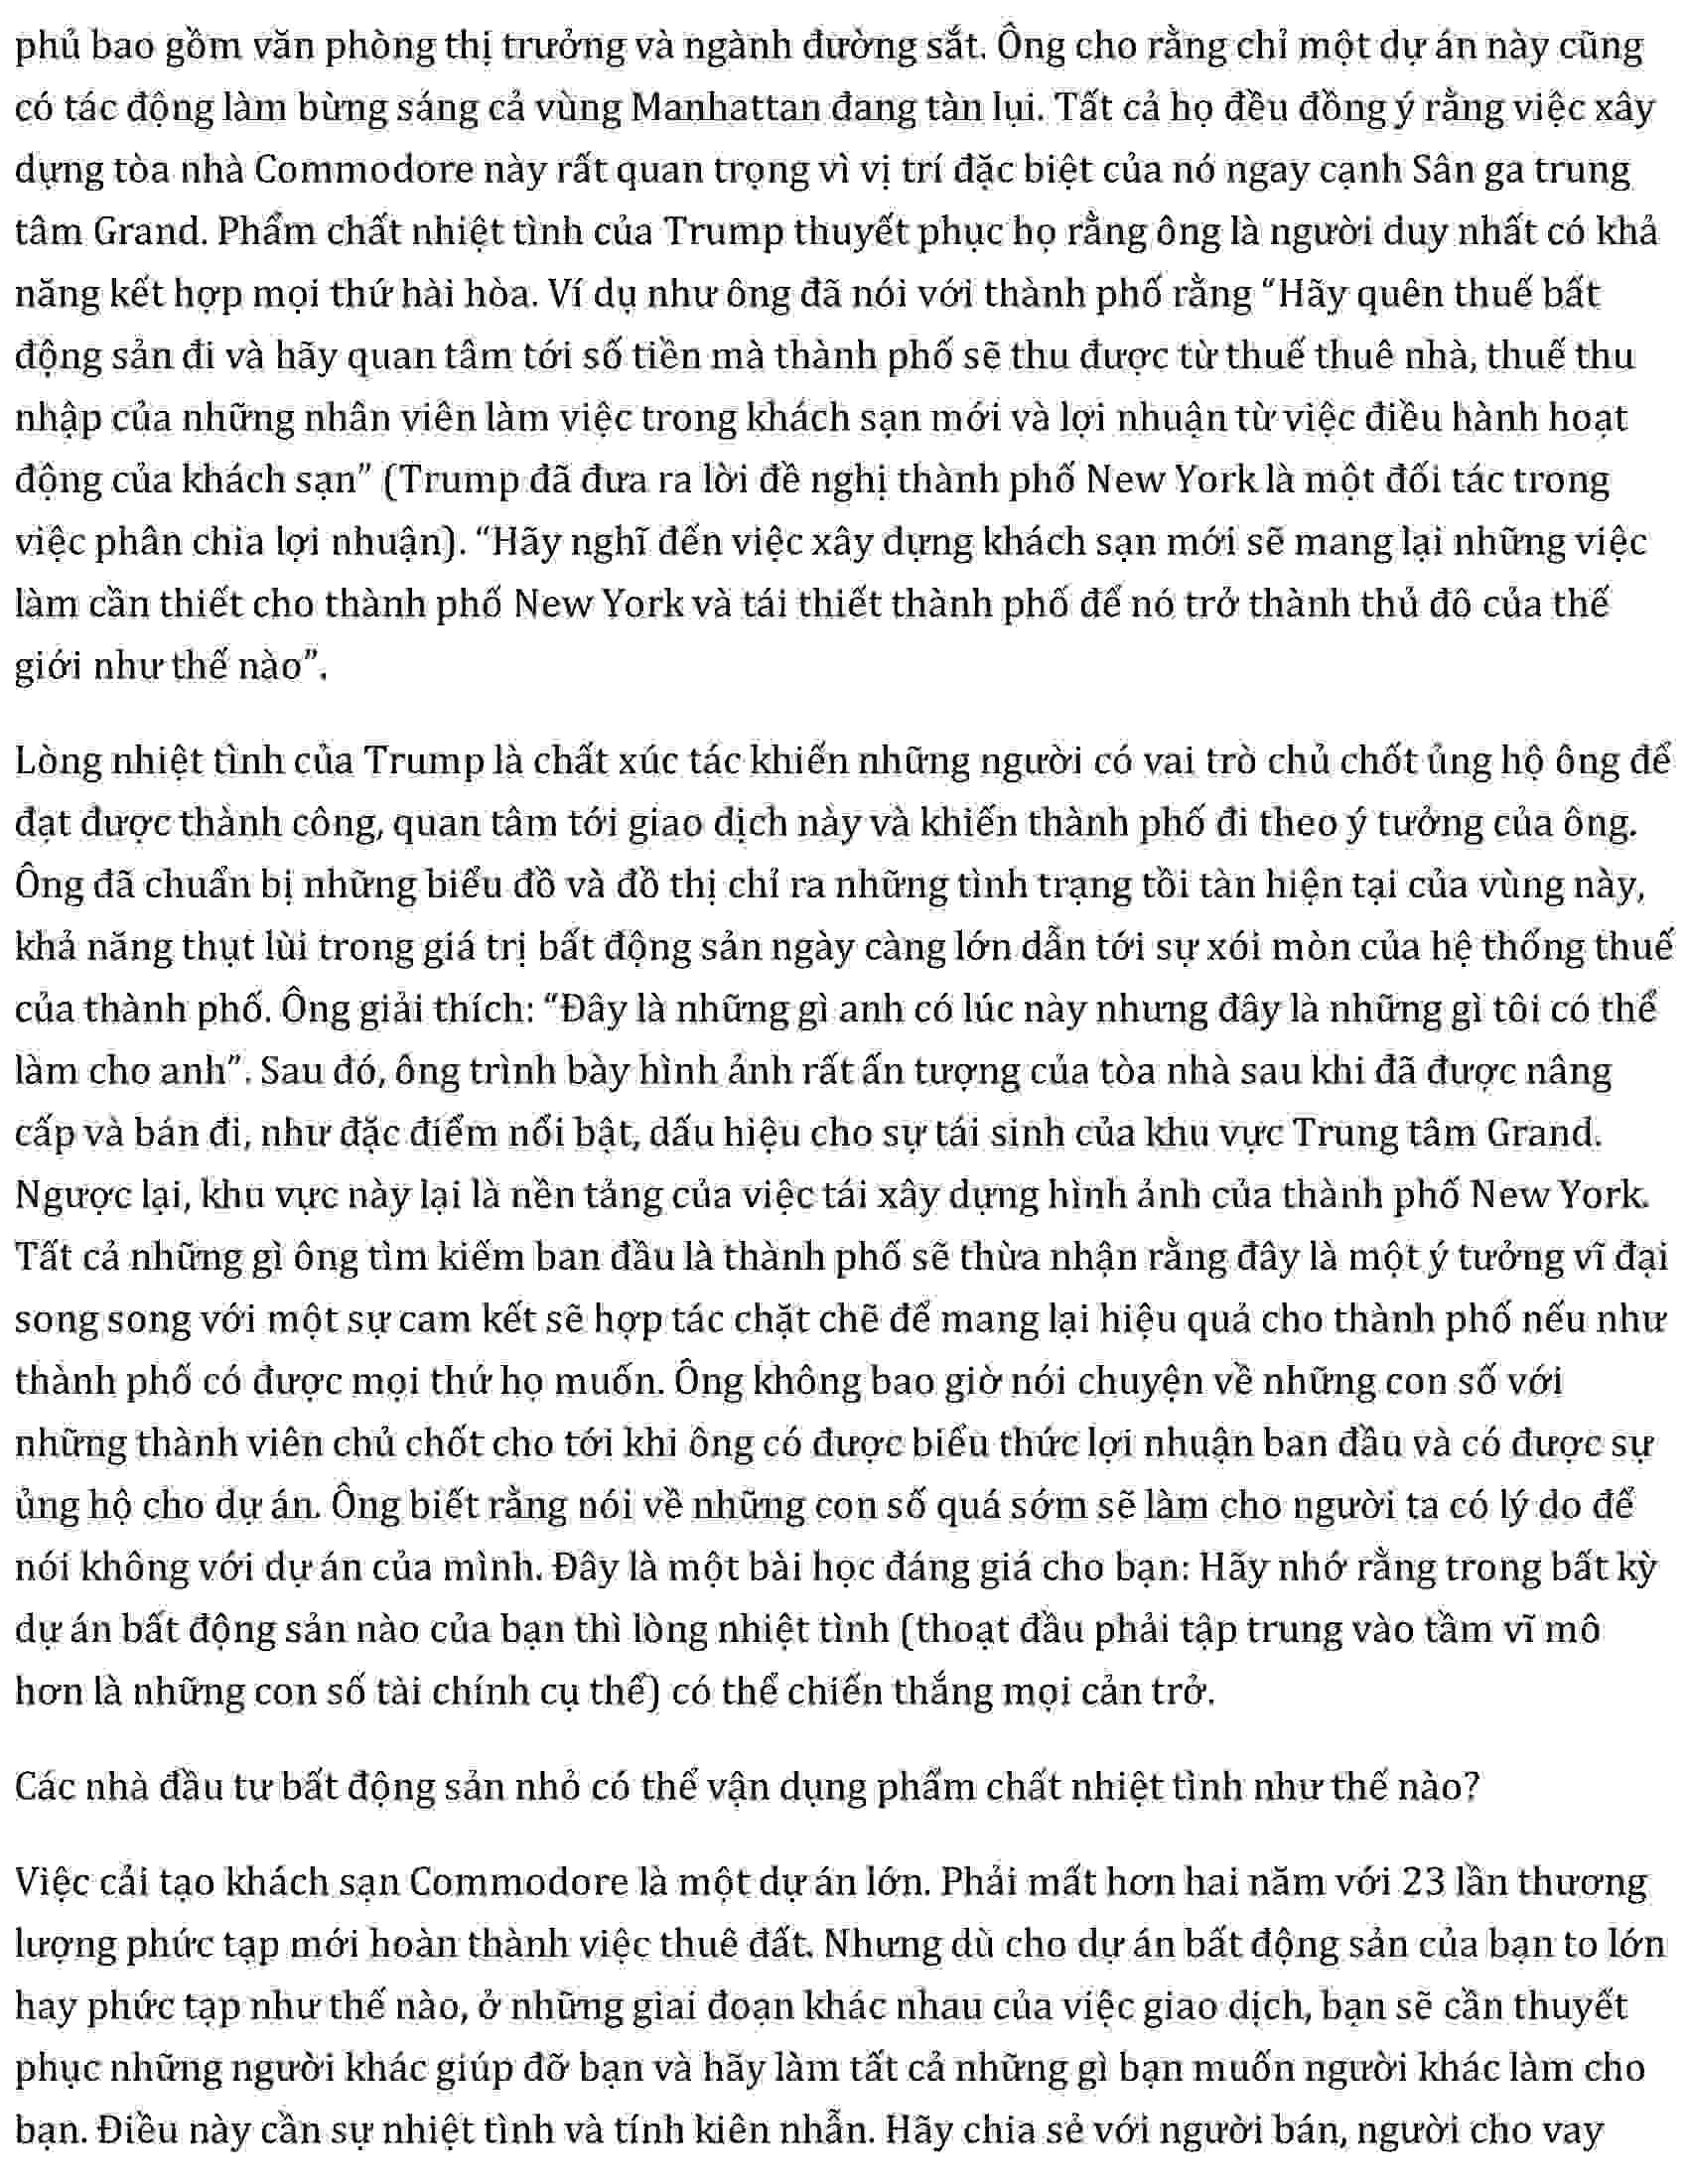 phủ bao gồm văn phòng thị trưởng và ngành đường sắt. Ông cho rằng chỉ một dự án này cũng
có tác động làm bừng sáng cả vùng Manhattan đang tàn lụi. Tất cả họ đều đồng ý rằng việc xây
dựng tòa nhà Commodore này rất quan trọng vì vị trí đặc biệt của nó ngay cạnh Sân ga trung
tâm Grand. Phẩm chất nhiệt tình của Trump thuyết phục họ rằng ông là người duy nhất có khả
năng kết hợp mọi thứ hài hòa. Ví dụ như ông đã nói với thành phố rằng “Hãy quên thuế bất
động sản đi và hãy quan tâm tới số tiền mà thành phố sẽ thu được từ thuế thuê nhà, thuế thu
nhập của những nhân viên làm việc trong khách sạn mới và lợi nhuận từ việc điều hành hoạt
động của khách sạn” (Trump đã đưa ra lời đề nghị thành phố New York là một đối tác trong
việc phân chia lợi nhuận). “Hãy nghĩ đến việc xây dựng khách sạn mới sẽ mang lại những việc
làm cần thiết cho thành phố New York và tái thiết thành phố để nó trở thành thủ đô của thế
giới như thế nào”.
Lòng nhiệt tình của Trump là chất xúc tác khiến những người có vai trò chủ chốt ủng hộ ông để
đạt được thành công, quan tâm tới giao dịch này và khiến thành phố đi theo ý tưởng của ông.
Ông đã chuẩn bị những biểu đồ và đồ thị chỉ ra những tình trạng tồi tàn hiện tại của vùng này,
khả năng thụt lùi trong giá trị bất động sản ngày càng lớn dẫn tới sự xói mòn của hệ thống thuế
của thành phố. Ông giải thích: “Đây là những gì anh có lúc này nhưng đây là những gì tôi có thể
làm cho anh”. Sau đó, ông trình bày hình ảnh rất ấn tượng của tòa nhà sau khi đã được nâng
cấp và bán đi, như đặc điểm nổi bật, dấu hiệu cho sự tái sinh của khu vực Trung tâm Grand.
Ngược lại, khu vực này lại là nền tảng của việc tái xây dựng hình ảnh của thành phố New York.
Tất cả những gì ông tìm kiếm ban đầu là thành phố sẽ thừa nhận rằng đây là một ý tưởng vĩ đại
song song với một sự cam kết sẽ hợp tác chặt chẽ để mang lại hiệu quả cho thành phố nếu như
thành phố có được mọi thứ họ muốn. Ông không bao giờ nói chuyện về những con số với
những thành viên chủ chốt cho tới khi ông có được biểu thức lợi nhuận ban đầu và có được sự
ủng hộ cho dự án. Ông biết rằng nói về những con số quá sớm sẽ làm cho người ta có lý do để
nói không với dự án của mình. Đây là một bài học đáng giá cho bạn: Hãy nhớ rằng trong bất kỳ
dự án bất động sản nào của bạn thì lòng nhiệt tình (thoạt đầu phải tập trung vào tầm vĩ mô
hơn là những con số tài chính cụ thể) có thể chiến thắng mọi cản trở.
Các nhà đầu tư bất động sản nhỏ có thể vận dụng phẩm chất nhiệt tình như thế nào?
Việc cải tạo khách sạn Commodore là một dự án lớn. Phải mất hơn hai năm với 23 lần thương
lượng phức tạp mới hoàn thành việc thuê đất. Nhưng dù cho dự án bất động sản của bạn to lớn
hay phức tạp như thế nào, ở những giai đoạn khác nhau của việc giao dịch, bạn sẽ cần thuyết
phục những người khác giúp đỡ bạn và hãy làm tất cả những gì bạn muốn người khác làm cho
bạn. Điều này cần sự nhiệt tình và tính kiên nhẫn. Hãy chia sẻ với người bán, người cho vay